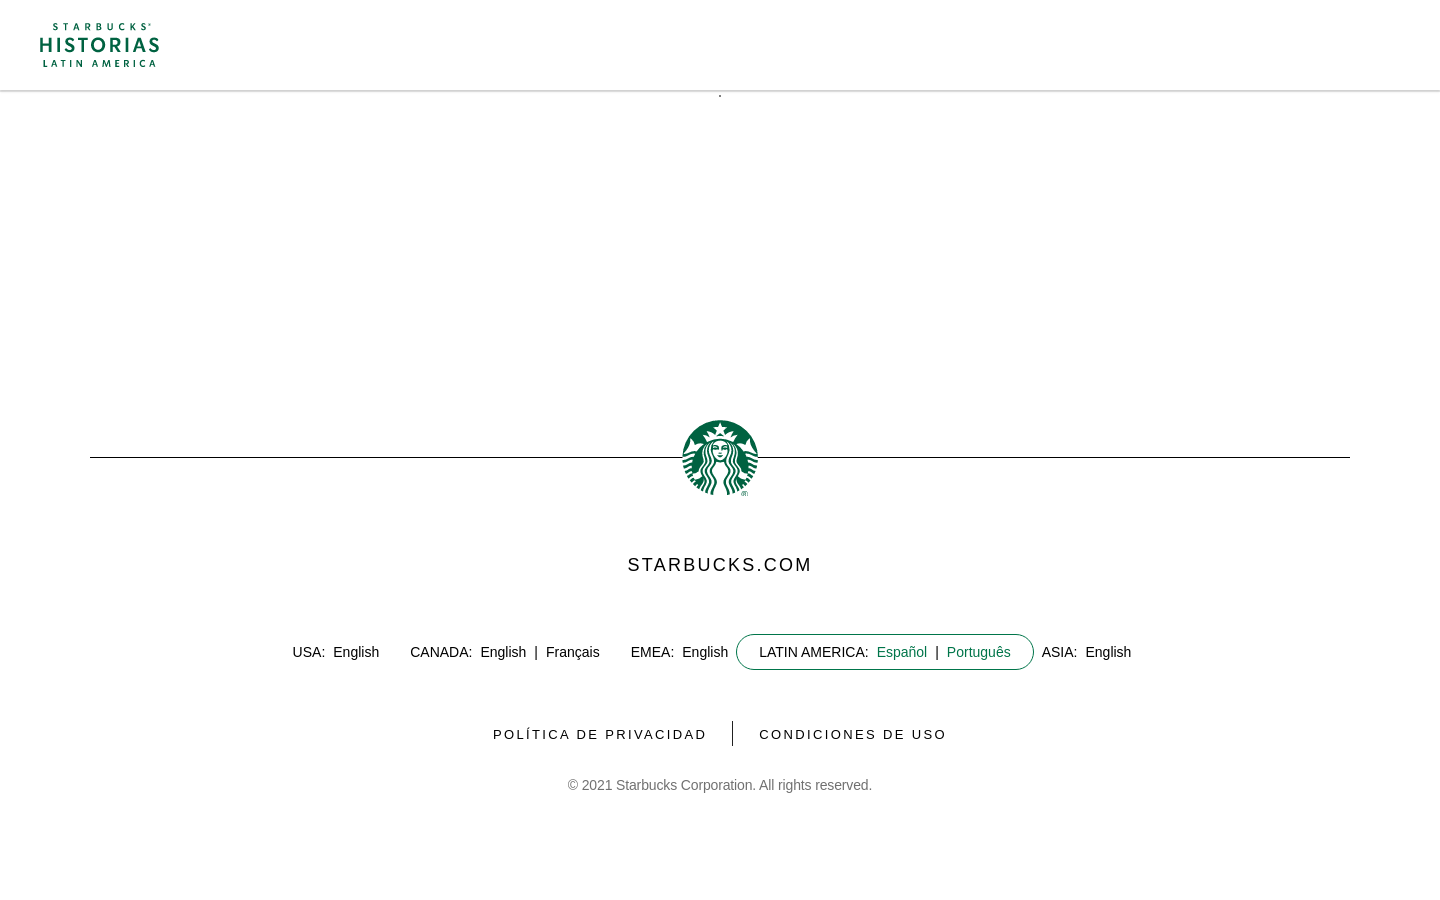 STARBUCKS®
HISTORIAS
LATIN AMERICA
STARBUCKS.COM
USA: English CANADA: English | Français EMEA: English LATIN AMERICA: Español | Português ASIA: English
POLÍTICA DE PRIVACIDAD CONDICIONES DE USO
© 2021 Starbucks Corporation. All rights reserved.